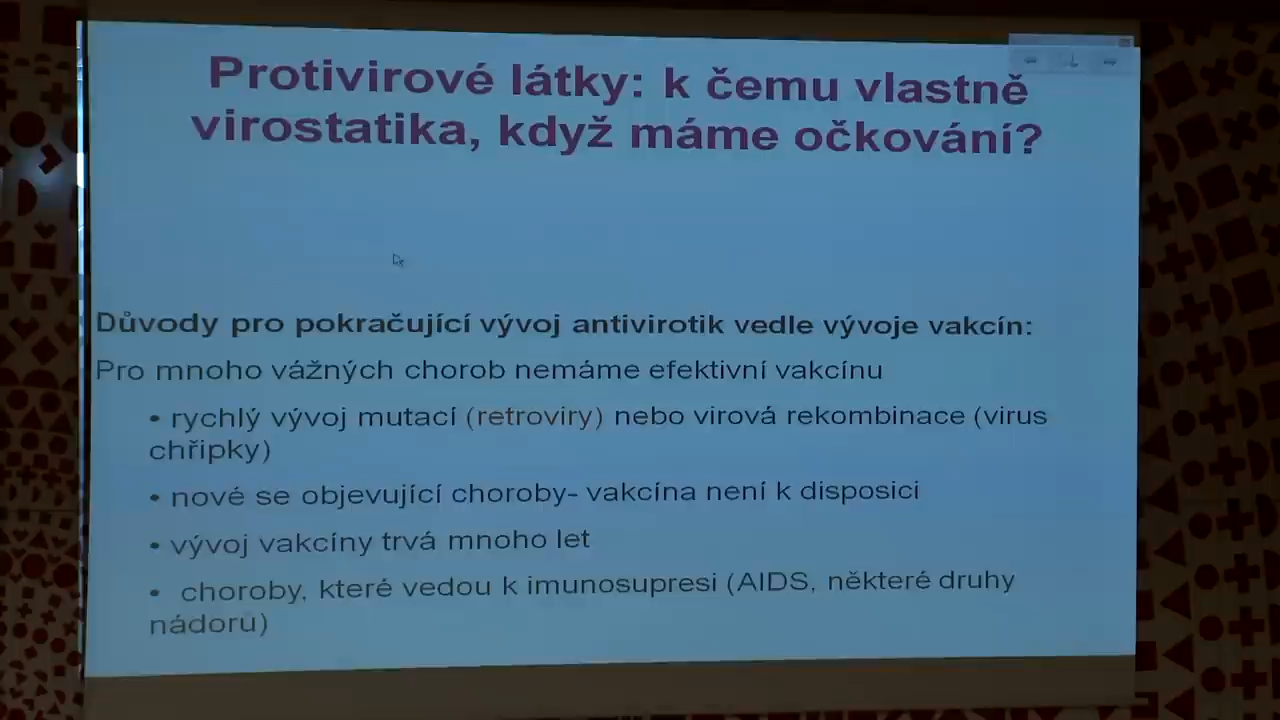 Protivirové látky: k čemu vlastně
virostatika, když máme očkování?
Důvody pro pokračující vývoj antivirotik vedle vývoje vakcín:
Pro mnoho vážných chorob nemáme efektivní vakcínu
• rychlý vývoj mutací (retroviry) nebo virová rekombinace (virus
chřipky)
• nové se objevující choroby- vakcína není k disposici
• vývoj vakcíny trvá mnoho let
• choroby, které vedou k imunosupresi (AIDS, některé druhy
nádorů)